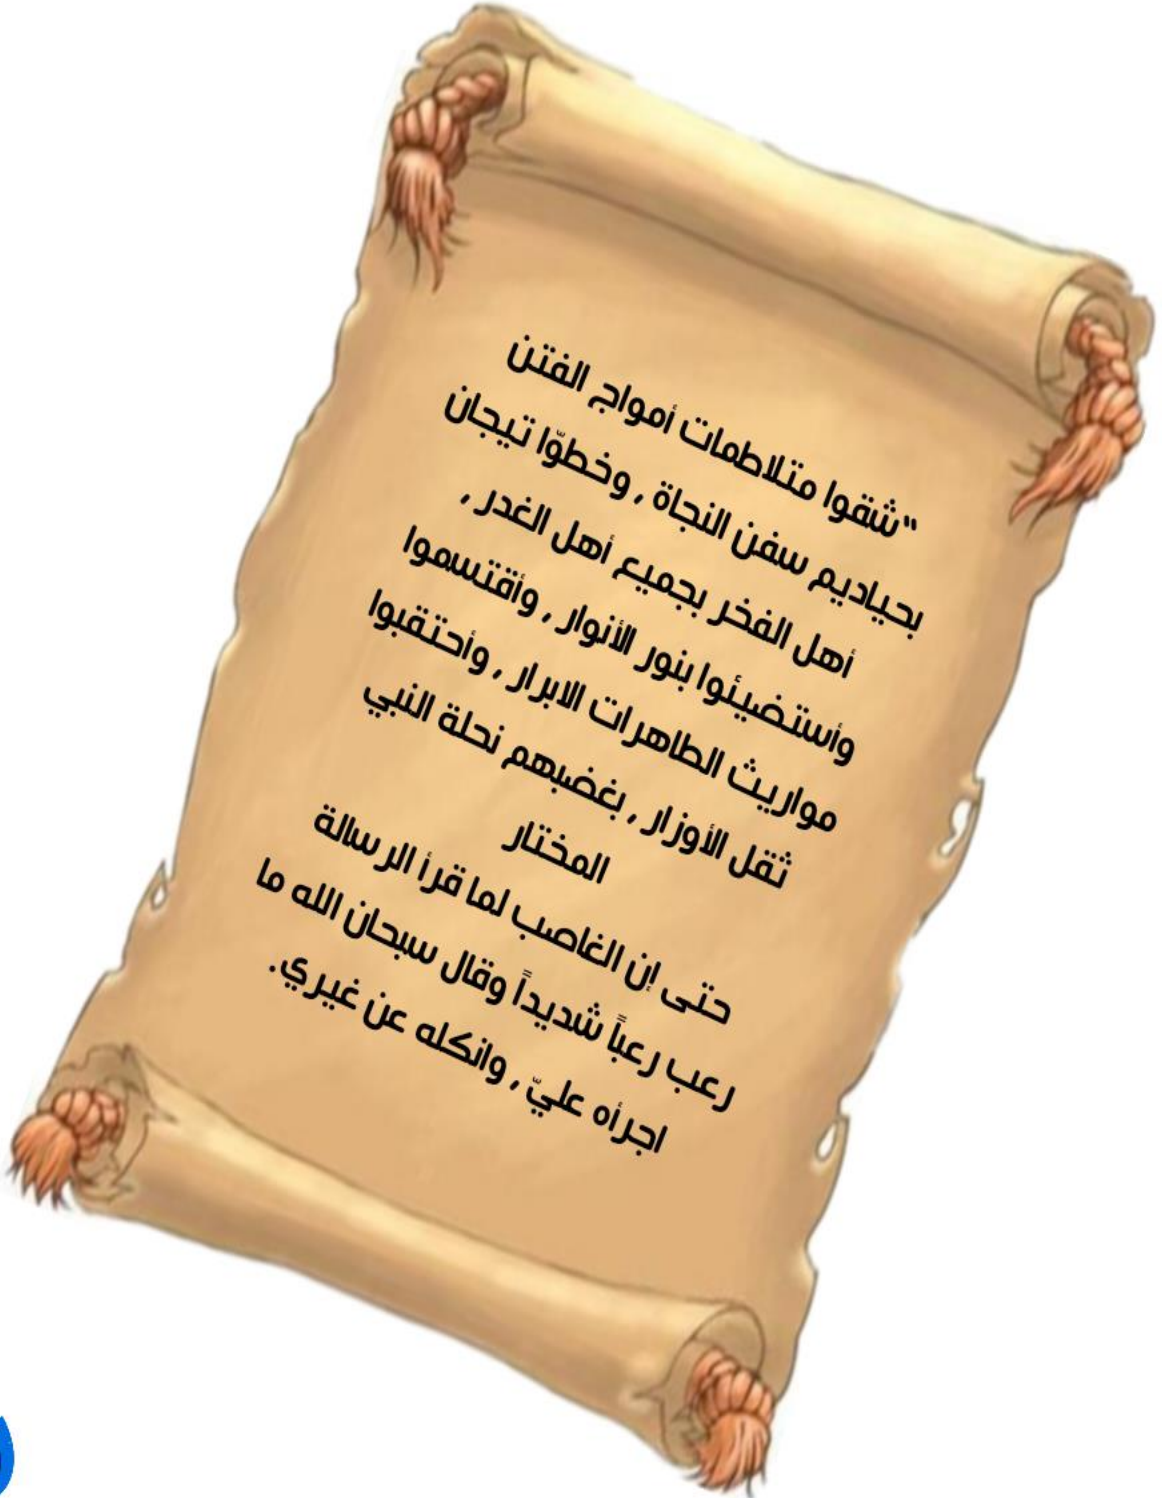 "شقوا متلاطمات أمواج الفتن
بحياديم سفن النجاة , وخطوّا تيجان
أهل الفخر بجميع أهل الغدر ,
وأستضيئوا بنور الأنوار , وأقتسموا
مواريث الطاهرات الابرار , وأحتقبوا
ثقل الأوزار , بغضبهم نحلة النبي
المختار
حتى إن الغاصب لما قرأ الرسالة
رعب رعباً شديداً وقال سبحان الله ما
اجرأه عليّ , وانكله عن غيري.